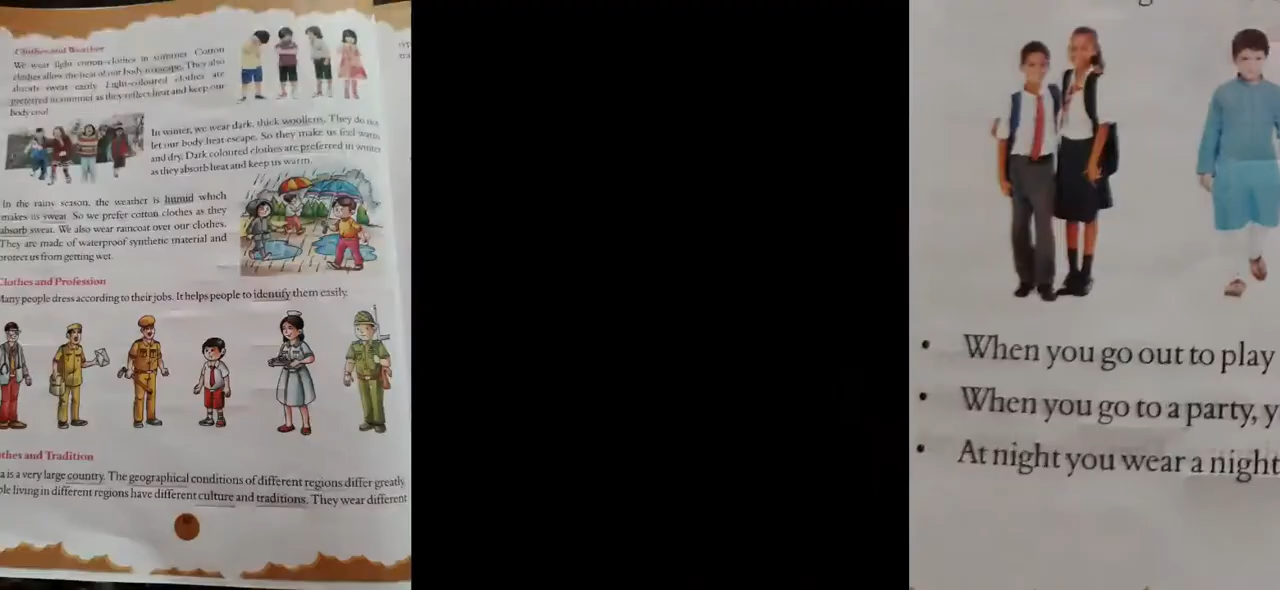 Clothes and Weather
We wear light cotton-clothes in summer. Cotton
clothes allow the heat of our body to escape. They also
absorb sweat easily. Light-coloured clothes are
preferred in summer as they reflect heat and keep our
body cool.
In winter, we wear dark, thick woollens. They do not
let our body heat escape. So they make us feel warm
and dry. Dark coloured clothes are preferred in winter
as they absorb heat and keep us warm.
In the rains season, the weather is humid which
makes us sweat. So we prefer cotton clothes as they
absorb sweat. We also wear raincoat over our clothes.
They are made of waterproof synthetic material and
protect us from getting wet.
Clothes and Profession
Many people dress according to their jobs. It helps people to identify them easily.
thes and Tradition
a is a very large country. The geographical conditions of different regions differ greatly
ple living in different regions have different culture and traditions. They wear different
• When you go out to play
• When you go to a party, y
• At night you wear a night